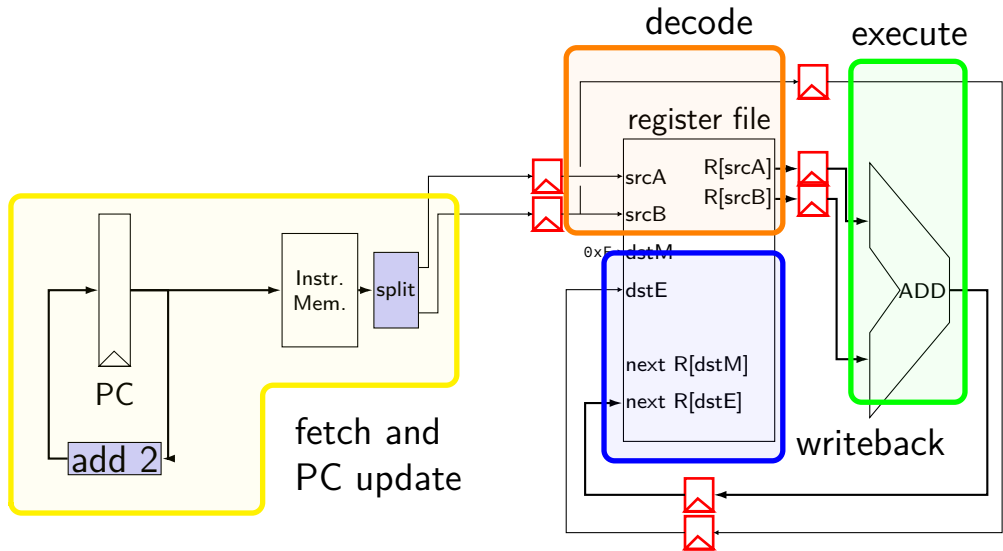 decode
execute
register file
srcA
R[srcA]
R[srcB]
srcB
0xF
dstM
dstE
next R[dstM]
next R[dstE]
ADD
writeback
Instr.
Mem.
split
PC
add 2
fetch and
PC update